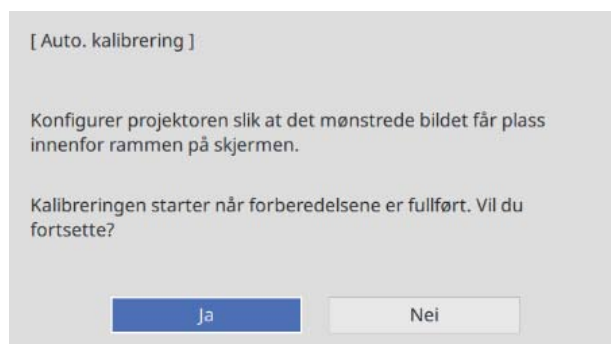 [ Auto. kalibrering ]
Konfigurer projektoren slik at det mønstrede bildet får plass
innenfor rammen på skjermen.
Kalibreringen starter når forberedelsene er fullført. Vil du
fortsette?
Ja
Nei